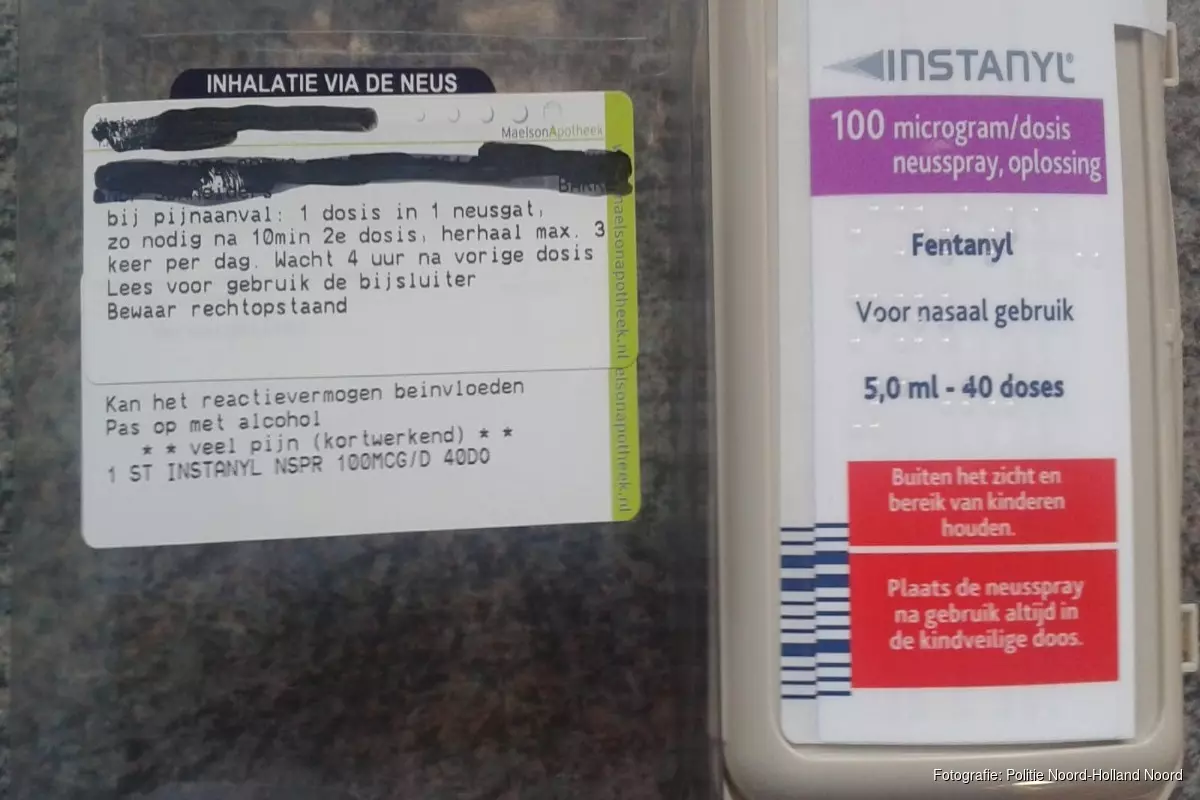 INHALATIE VIA DE NEUS
MaelsonApotheek
bij pijnaanval: 1 dosis in 1 neusgat,
zo nodig na 10min 2e dosis, herhaal max. 3
keer per dag. Wacht 4 uur na vorige dosis
Lees voor gebruik de bijsluiter
Bewaar rechtopstaand
Kan het reactievermogen beinvloeden
Pas op met alcohol
* * veel pijn (kortwerkend) * *
1 ST INSTANYL NSPR 100MCG/D 40DO
maelsonapotheek.nl
elsonapotheek.nl
INSTANYL®
100 microgram/dosis
neusspray, oplossing
Fentanyl
Voor nasaal gebruik
5,0 ml - 40 doses
Buiten het zicht en
bereik van kinderen
houden.
Plaats de neusspray
na gebruik altijd in
de kindveilige doos.
Fotografie: Politie Noord-Holland Noord